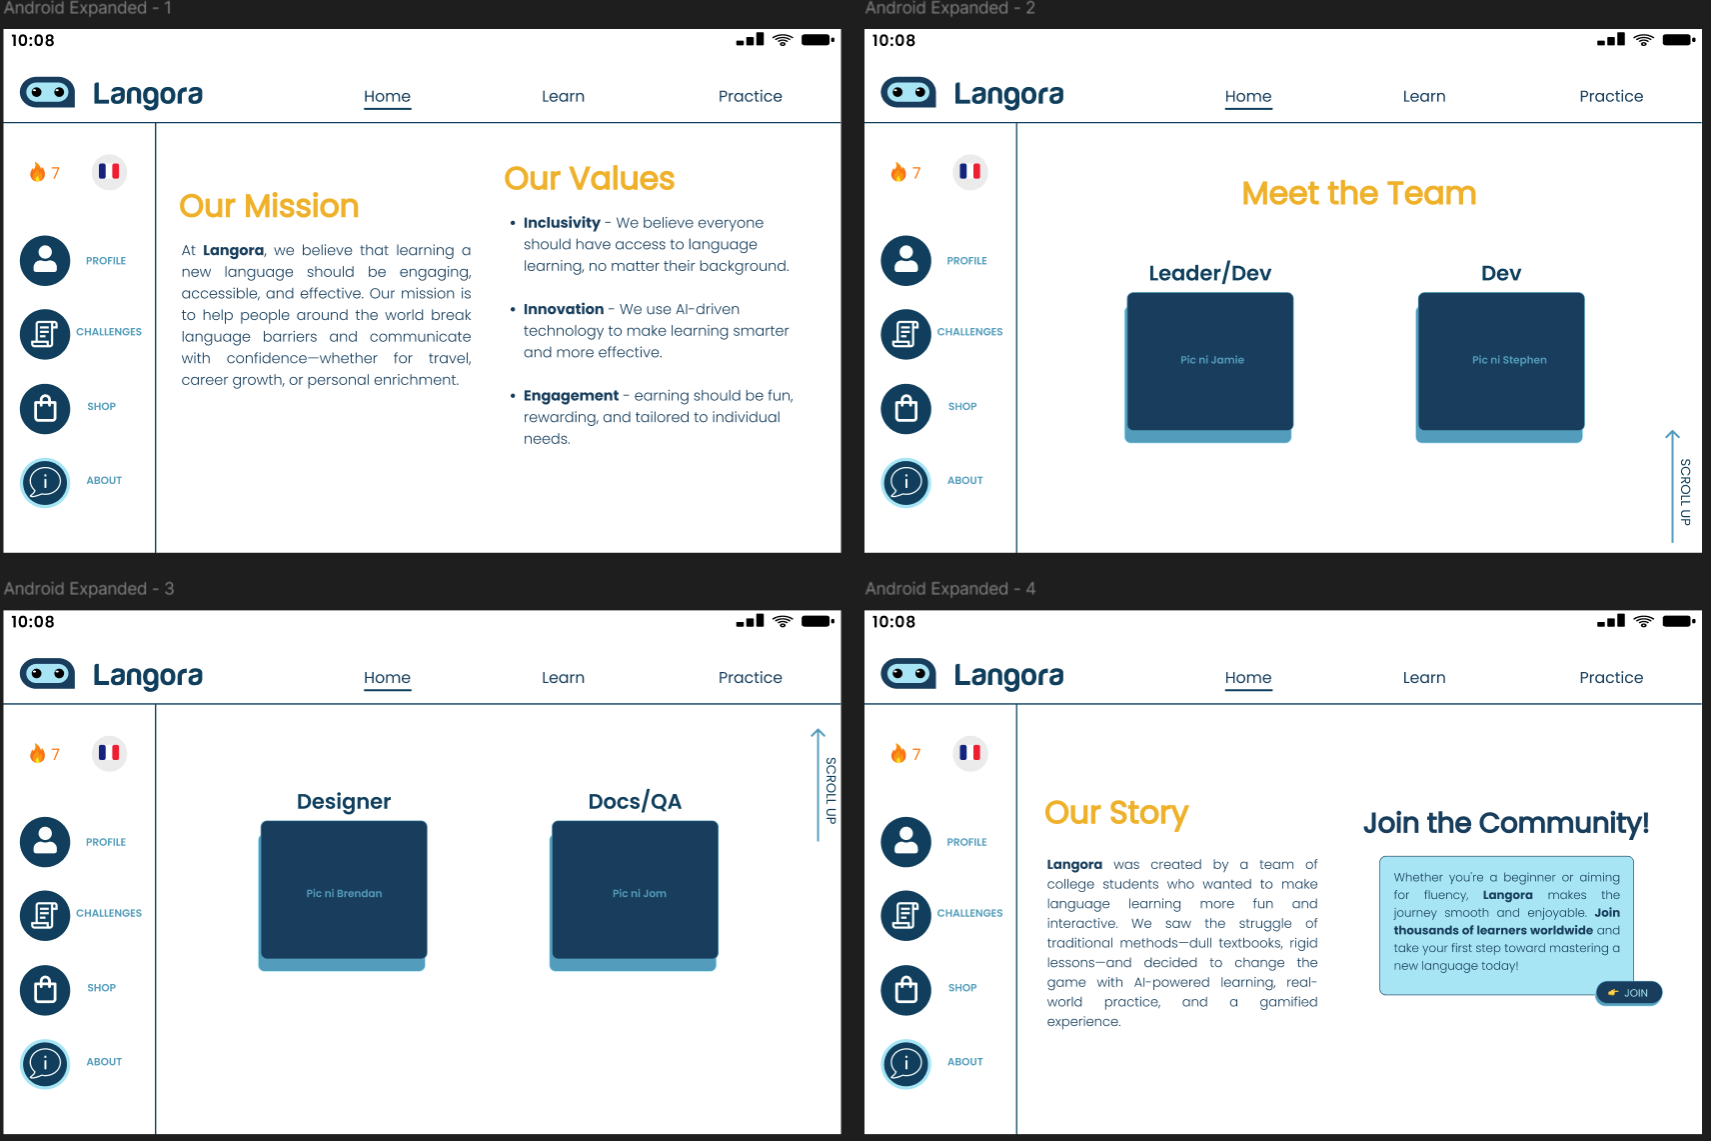 Android Expanded - 1
10:08
Langora
Home
Learn
Practice
7
PROFILE
CHALLENGES
SHOP
ABOUT
Our Mission
At Langora, we believe that learning a
new language should be engaging,
accessible, and effective. Our mission is
to help people around the world break
language barriers and communicate
with confidence—whether for travel,
career growth, or personal enrichment.
Our Values
• Inclusivity - We believe everyone
should have access to language
learning, no matter their background.
• Innovation - We use AI-driven
technology to make learning smarter
and more effective.
• Engagement - earning should be fun,
rewarding, and tailored to individual
needs.
Android Expanded - 2
10:08
Langora
Home
Learn
Practice
7
PROFILE
CHALLENGES
SHOP
ABOUT
Meet the Team
Leader/Dev
Pic ni Jamie
Dev
Pic ni Stephen
SCROLL UP
Android Expanded - 3
10:08
Langora
Home
Learn
Practice
7
PROFILE
CHALLENGES
SHOP
ABOUT
Designer
Pic ni Brendan
Docs/QA
Pic ni Jom
SCROLL UP
Android Expanded - 4
10:08
Langora
Home
Learn
Practice
7
PROFILE
CHALLENGES
SHOP
ABOUT
Our Story
Langora was created by a team of
college students who wanted to make
language learning more fun and
interactive. We saw the struggle of
traditional methods—dull textbooks, rigid
lessons—and decided to change the
game with AI-powered learning, real-
world practice, and a gamified
experience.
Join the Community!
Whether you're a beginner or aiming
for fluency, Langora makes the
journey smooth and enjoyable. Join
thousands of learners worldwide and
take your first step toward mastering a
new language today!
JOIN